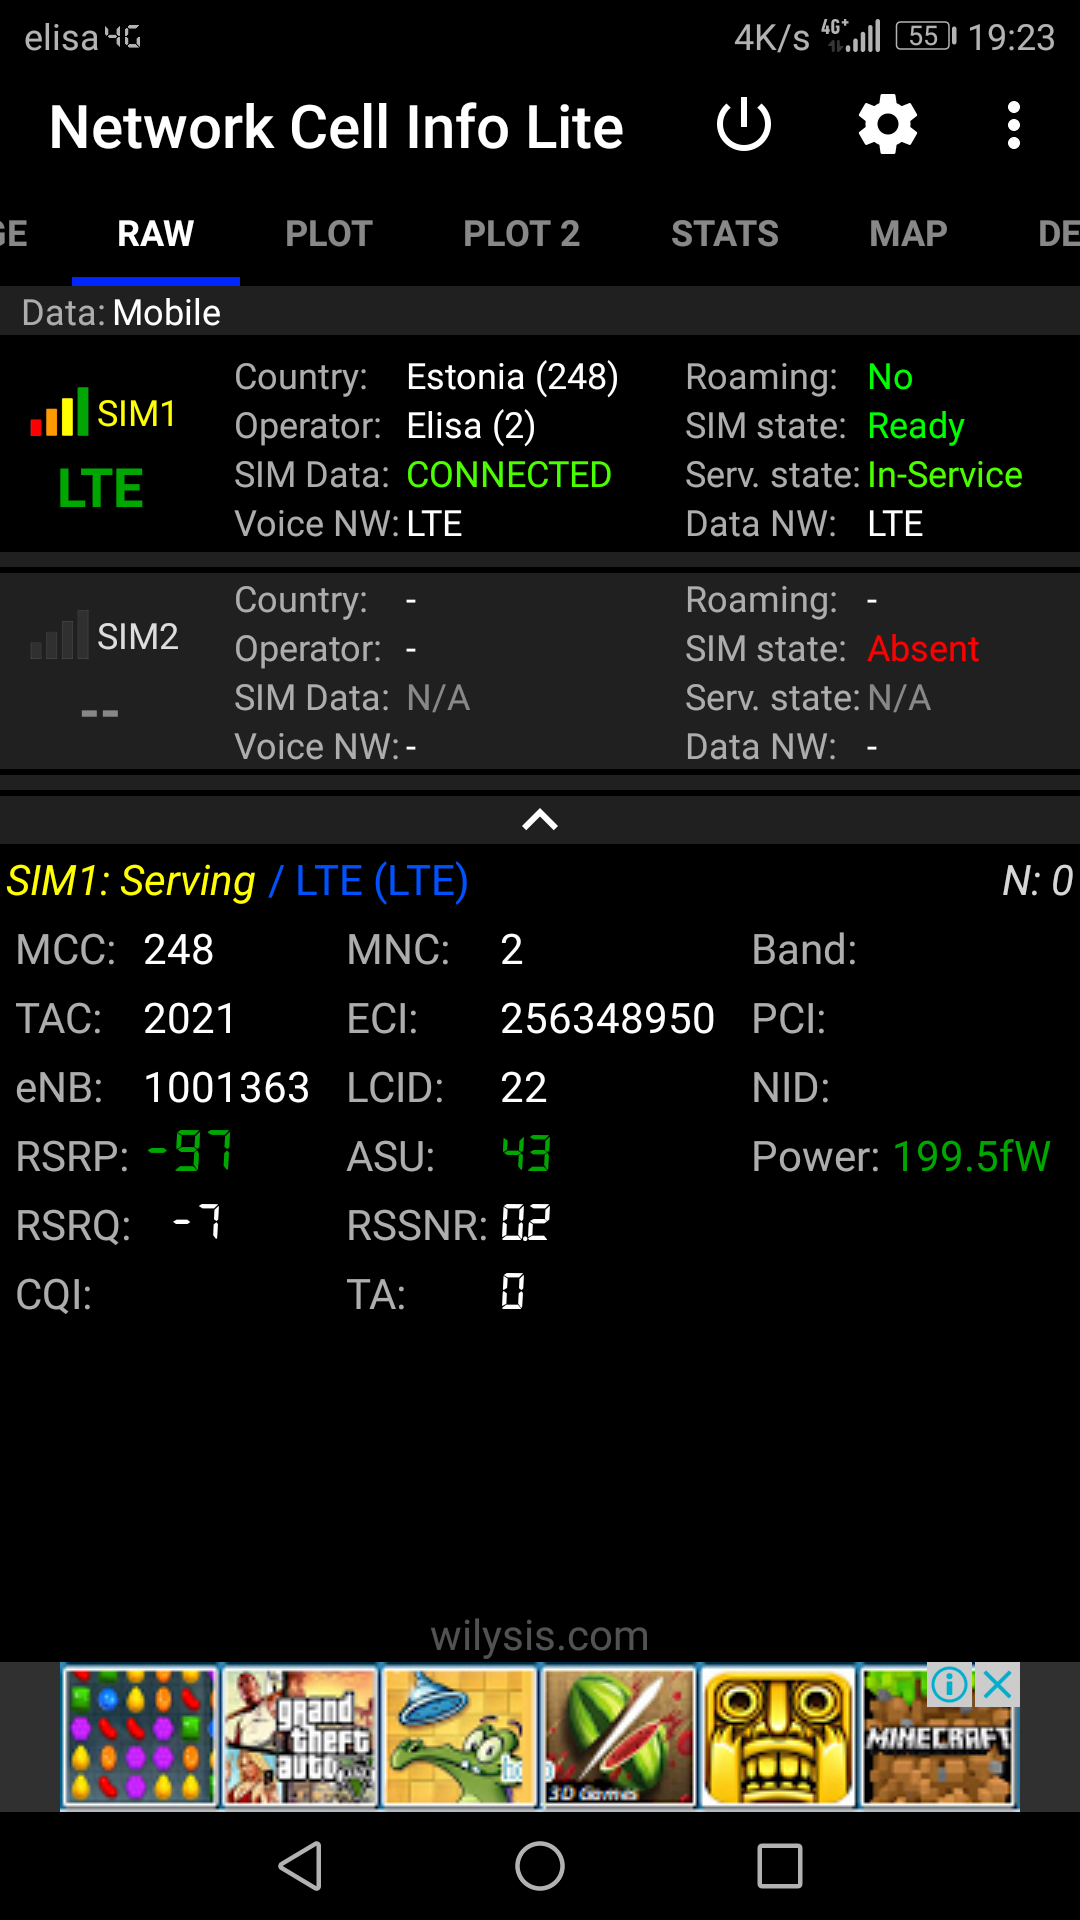 elisa 4G 4K/s 4G+ 55 19:23
Network Cell Info Lite
GE RAW PLOT PLOT 2 STATS MAP DE
Data: Mobile
Country: Estonia (248) Roaming: No
SIM1 Operator: Elisa (2) SIM state: Ready
LTE SIM Data: CONNECTED Serv. state: In-Service
Voice NW: LTE Data NW: LTE
Country: - Roaming: -
SIM2 Operator: - SIM state: Absent
-- SIM Data: N/A Serv. state: N/A
Voice NW: - Data NW: -
SIM1: Serving / LTE (LTE) N: 0
MCC: 248 MNC: 2 Band:
TAC: 2021 ECI: 256348950 PCI:
eNB: 1001363 LCID: 22 NID:
RSRP: -97 ASU: 43 Power: 199.5fW
RSRQ: -7 RSSNR: 0.2
CQI: TA: 0
wilysis.com
grand
theft
auto
3D Games
MINECRAFT